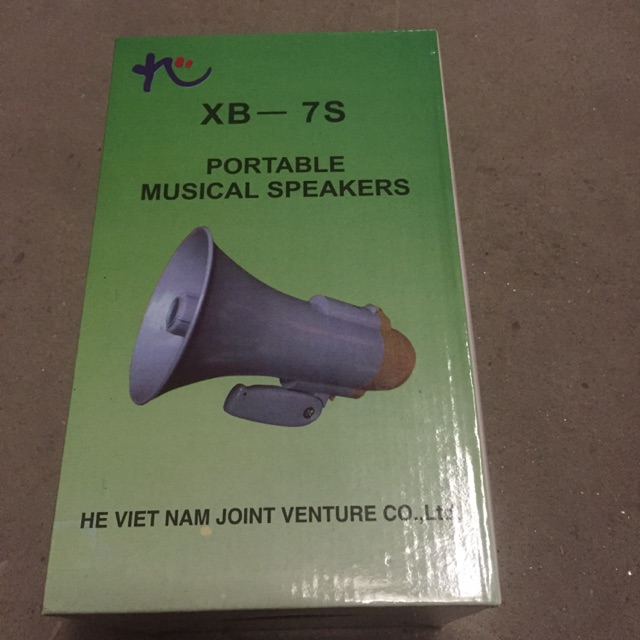 XB — 7S
PORTABLE
MUSICAL SPEAKERS
HE VIET NAM JOINT VENTURE CO.,Ltd.